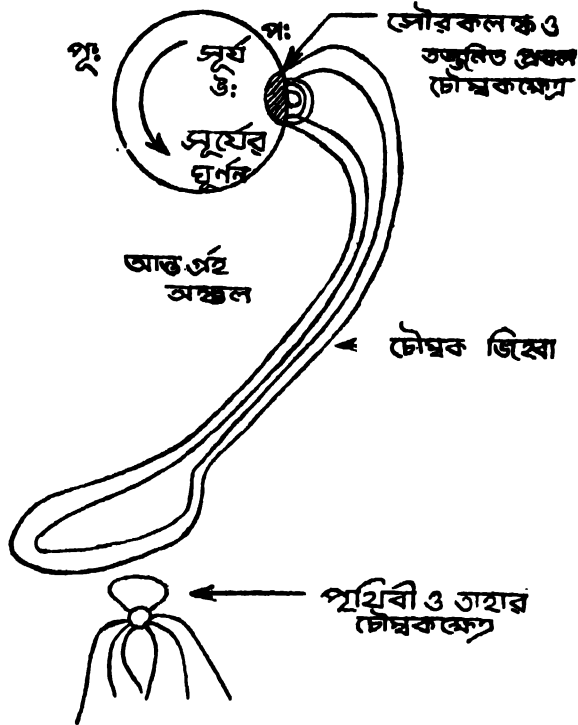 পঃ
সৌরকলঙ্ক ও
তজ্জনিত প্রবল
চৌম্বকক্ষেত্র
পূঃ
সূর্য
উঃ
সূর্যের
ঘূর্ণন
আন্তর্গ্রহ
অঞ্চল
চৌম্বক জিহ্বা
পৃথিবী ও তাহার
চৌম্বকক্ষেত্র